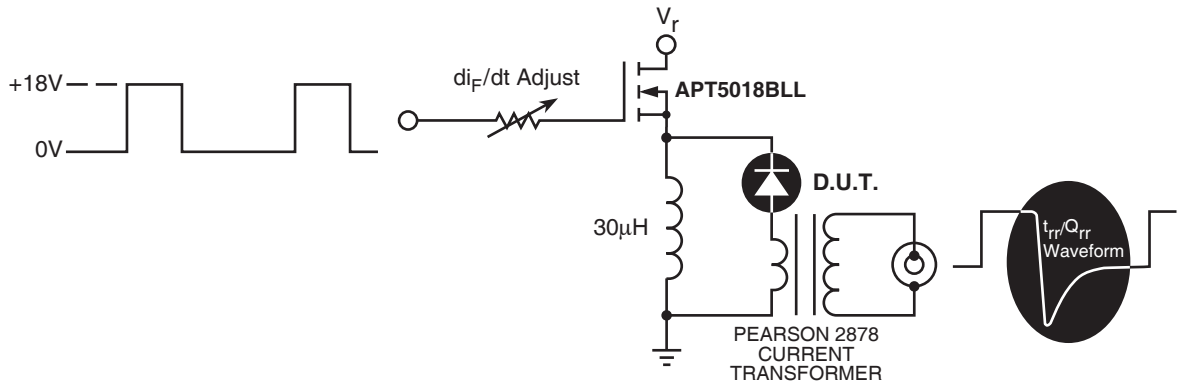 +18V
0V
di_F/dt Adjust
V_r
APT5018BLL
30μH
D.U.T.
PEARSON 2878
CURRENT
TRANSFORMER
t_rr/Q_rr
Waveform